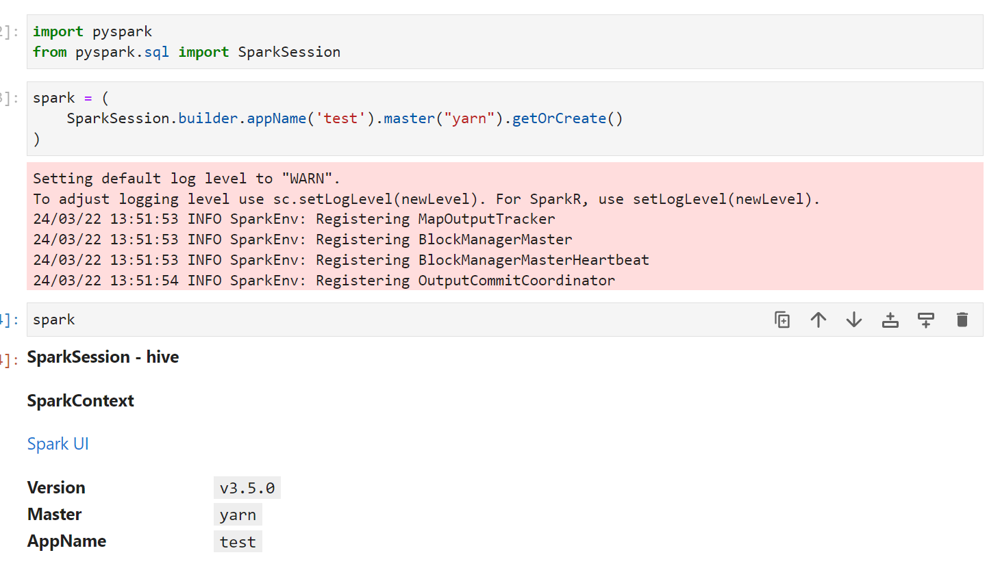 2]:
import pyspark
from pyspark.sql import SparkSession
3]:
spark = (
    SparkSession.builder.appName('test').master("yarn").getOrCreate()
)
Setting default log level to "WARN".
To adjust logging level use sc.setLogLevel(newLevel). For SparkR, use setLogLevel(newLevel).
24/03/22 13:51:53 INFO SparkEnv: Registering MapOutputTracker
24/03/22 13:51:53 INFO SparkEnv: Registering BlockManagerMaster
24/03/22 13:51:53 INFO SparkEnv: Registering BlockManagerMasterHeartbeat
24/03/22 13:51:54 INFO SparkEnv: Registering OutputCommitCoordinator
4]:
spark
4]:
SparkSession - hive
SparkContext
Spark UI
Version v3.5.0
Master yarn
AppName test